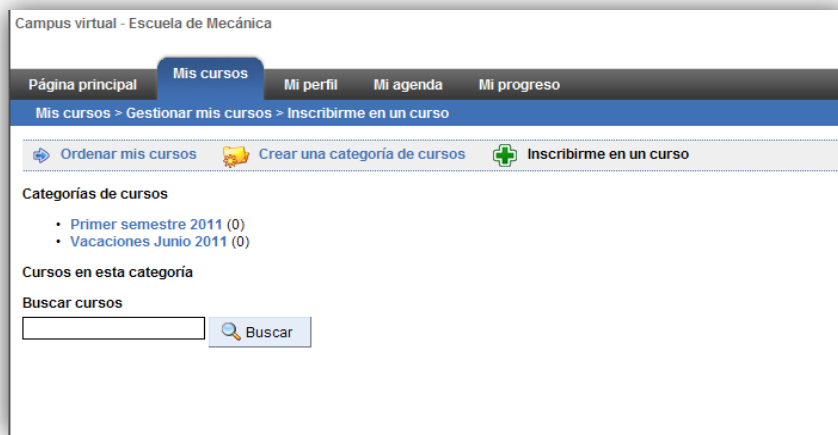 Campus virtual - Escuela de Mecánica
Página principal Mis cursos Mi perfil Mi agenda Mi progreso
Mis cursos > Gestionar mis cursos > Inscribirme en un curso
Ordenar mis cursos Crear una categoría de cursos Inscribirme en un curso
Categorías de cursos
• Primer semestre 2011 (0)
• Vacaciones Junio 2011 (0)
Cursos en esta categoría
Buscar cursos
Buscar